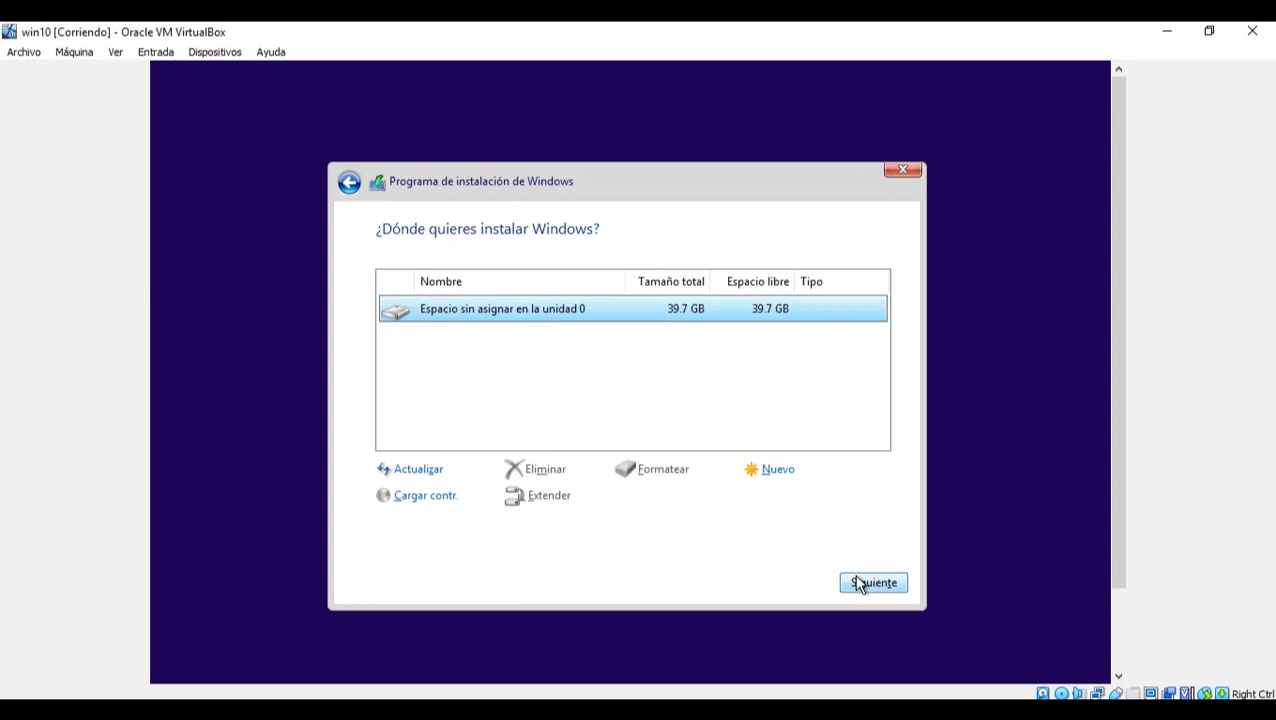 win10 [Corriendo] - Oracle VM VirtualBox
Archivo Máquina Ver Entrada Dispositivos Ayuda
Programa de instalación de Windows
¿Dónde quieres instalar Windows?
Nombre Tamaño total Espacio libre Tipo
Espacio sin asignar en la unidad 0 39.7 GB 39.7 GB
Actualizar Eliminar Formatear Nuevo
Cargar contr. Extender
Siguiente
Right Ctrl